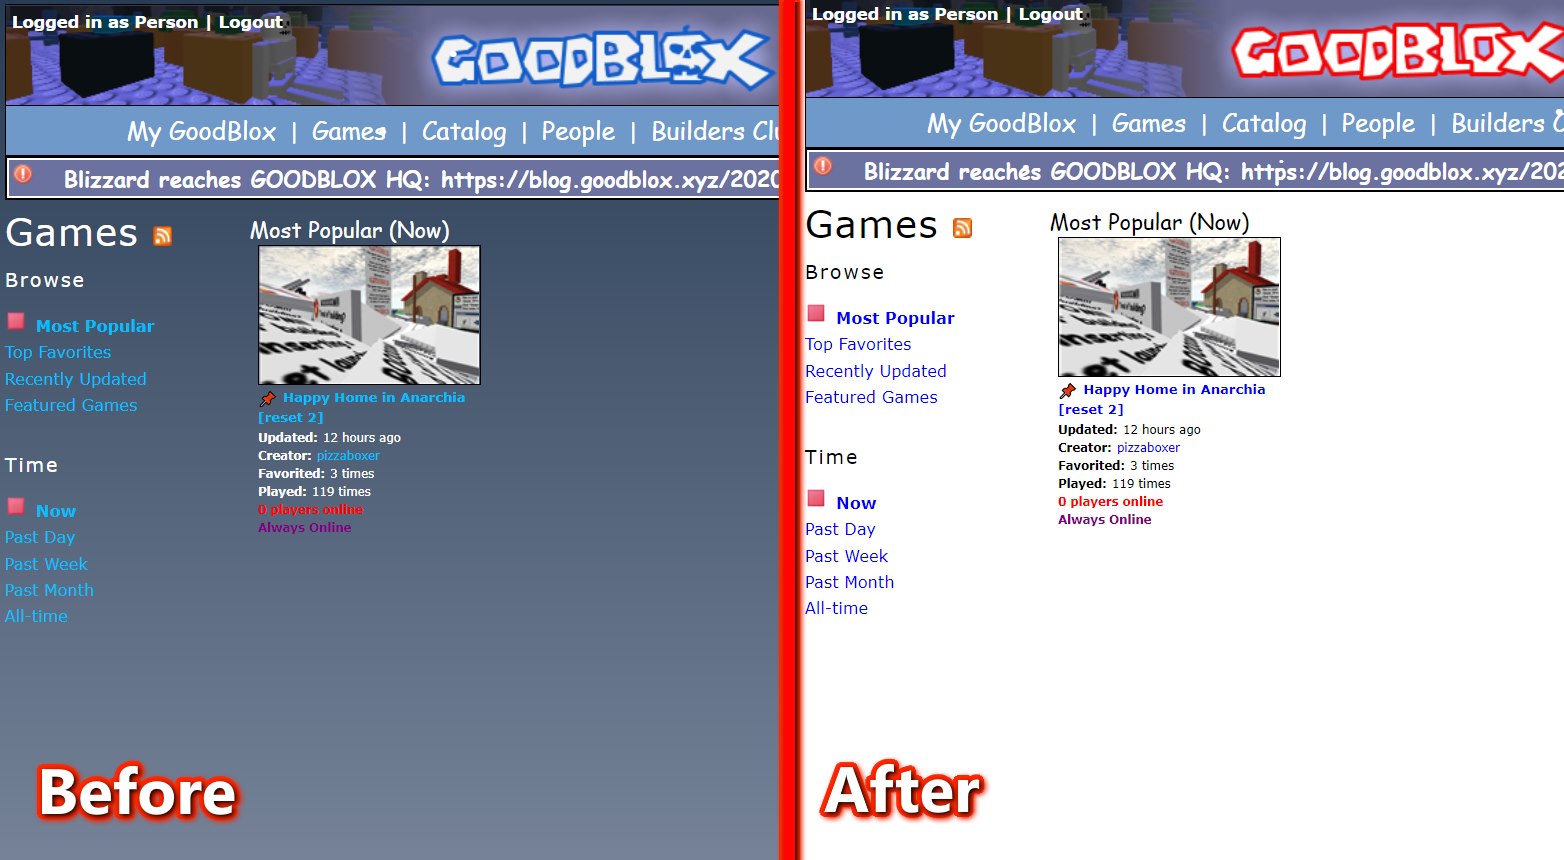 Logged in as Person | Logout
GOODBLOX
My GoodBlox | Games | Catalog | People | Builders Clu
Blizzard reaches GOODBLOX HQ: https://blog.goodblox.xyz/2020
Games
Browse
Most Popular
Top Favorites
Recently Updated
Featured Games
Time
Now
Past Day
Past Week
Past Month
All-time
Most Popular (Now)
Happy Home in Anarchia
[reset 2]
Updated: 12 hours ago
Creator: pizzaboxer
Favorited: 3 times
Played: 119 times
0 players online
Always Online
Before
Logged in as Person | Logout
GOODBLOX
My GoodBlox | Games | Catalog | People | Builders
Blizzard reaches GOODBLOX HQ: https://blog.goodblox.xyz/202
Games
Browse
Most Popular
Top Favorites
Recently Updated
Featured Games
Time
Now
Past Day
Past Week
Past Month
All-time
Most Popular (Now)
Happy Home in Anarchia
[reset 2]
Updated: 12 hours ago
Creator: pizzaboxer
Favorited: 3 times
Played: 119 times
0 players online
Always Online
After